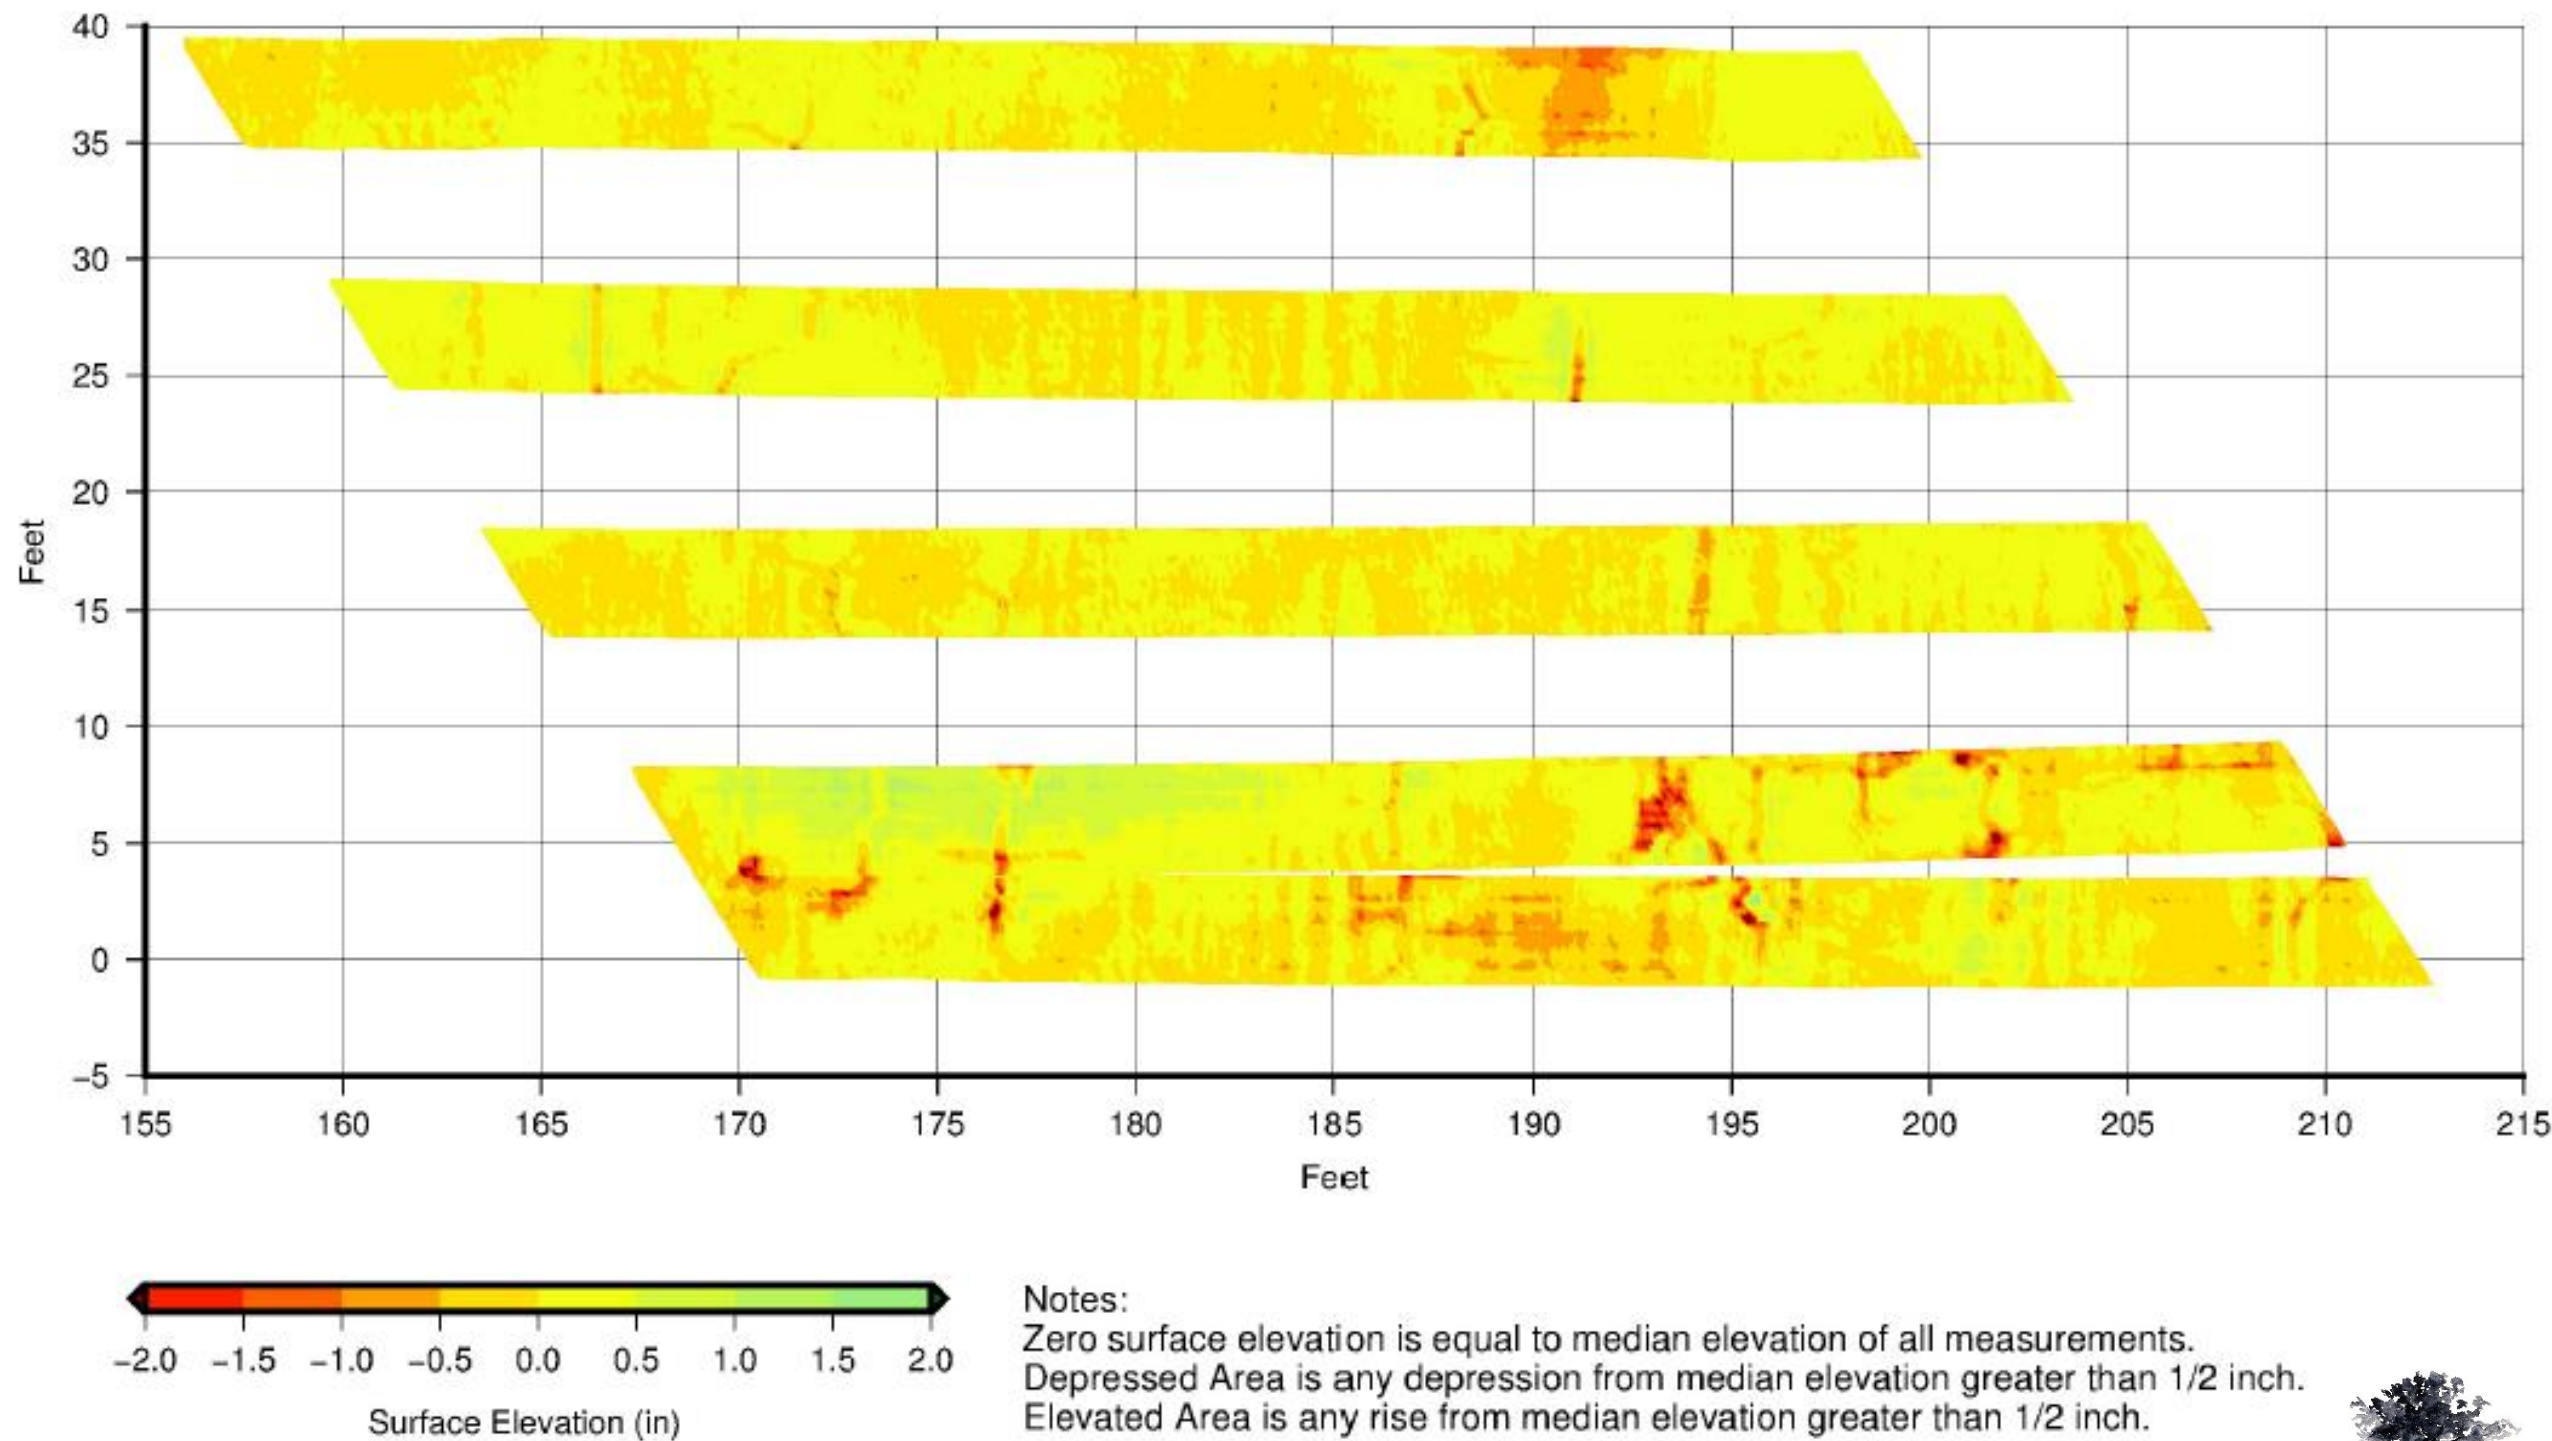 40
35
30
25
20
15
10
5
0
−5
Feet
155 160 165 170 175 180 185 190 195 200 205 210 215
Feet
−2.0 −1.5 −1.0 −0.5 0.0 0.5 1.0 1.5 2.0
Surface Elevation (in)
Notes:
Zero surface elevation is equal to median elevation of all measurements.
Depressed Area is any depression from median elevation greater than 1/2 inch.
Elevated Area is any rise from median elevation greater than 1/2 inch.